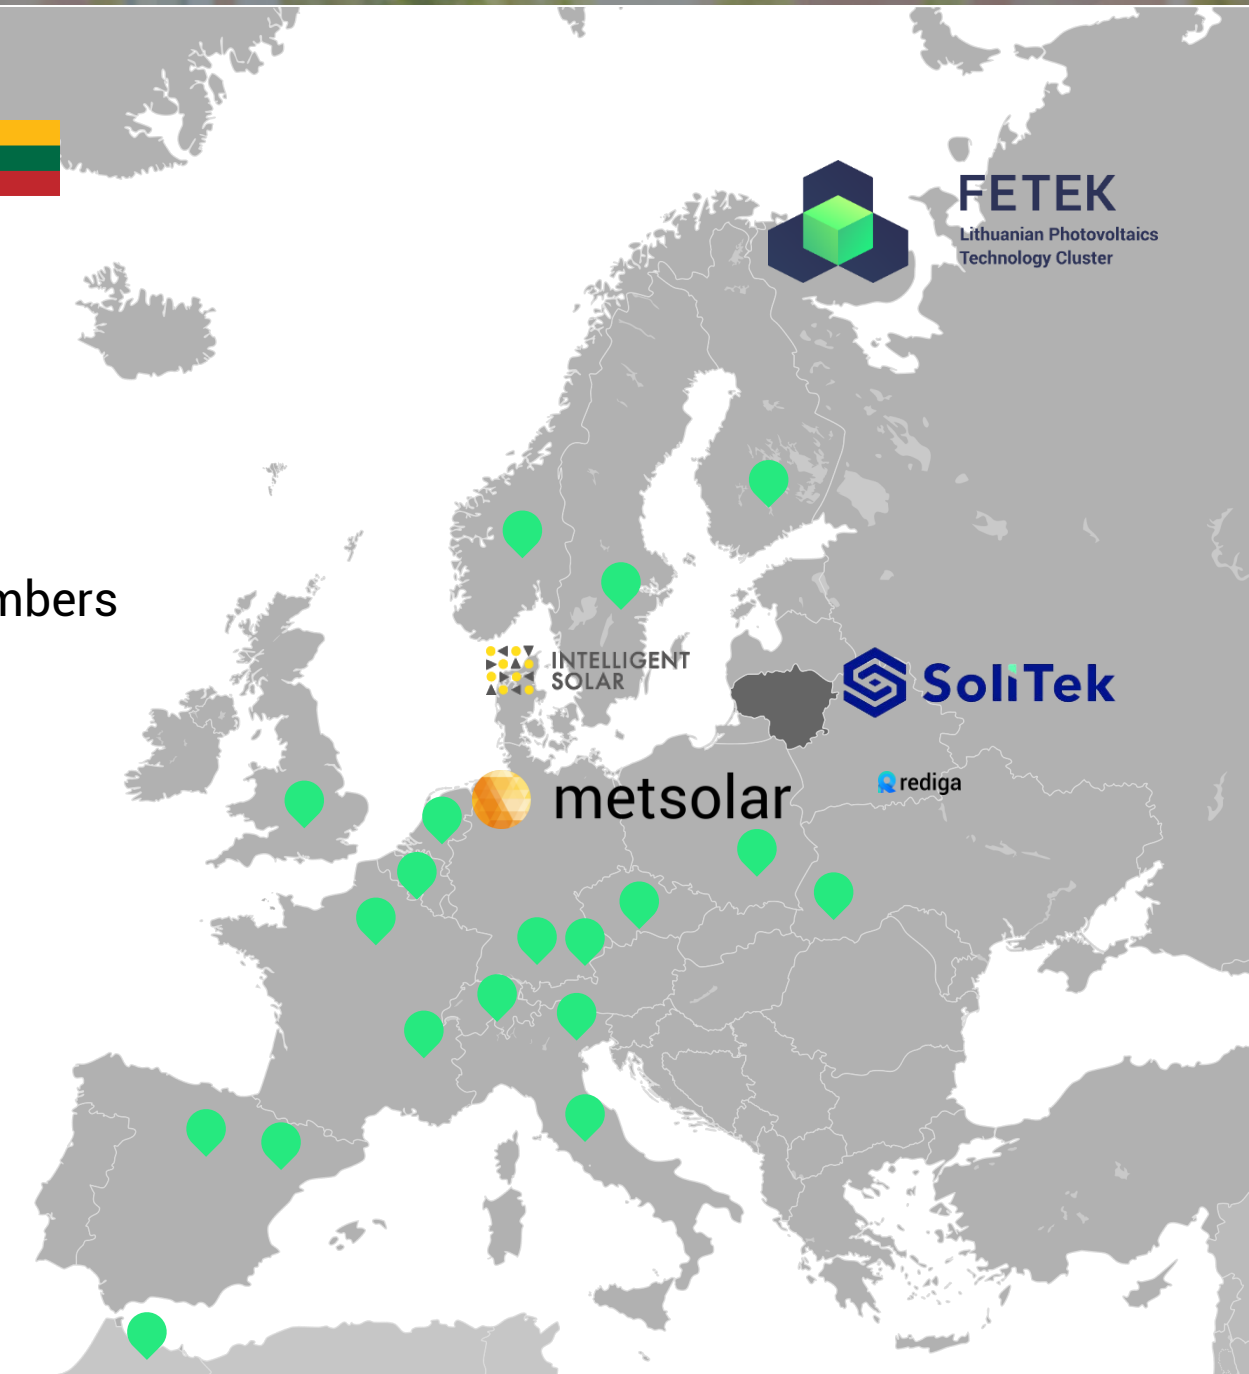 FETEK
Lithuanian Photovoltaics
Technology Cluster
mbers
INTELLIGENT
SOLAR
SoliTek
metsolar
rediga